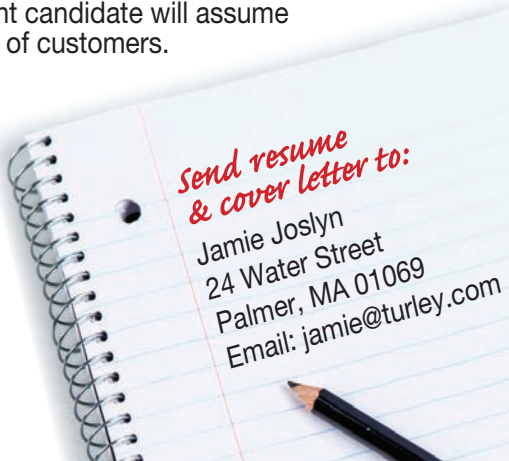 nt candidate will assume
of customers.
Send resume
& cover letter to:
Jamie Joslyn
24 Water Street
Palmer, MA 01069
Email: jamie@turley.com